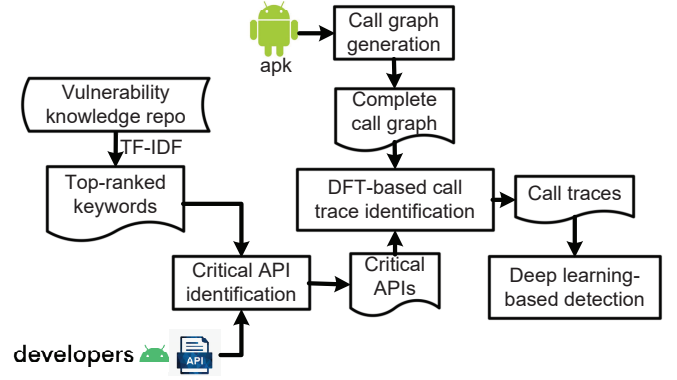 Call graph
generation
apk
Vulnerability
knowledge repo
Complete
call graph
TF-IDF
Top-ranked
keywords
DFT-based call
trace identification
Call traces
Critical API
identification
Critical
APIs
Deep learning-
based detection
developers
API